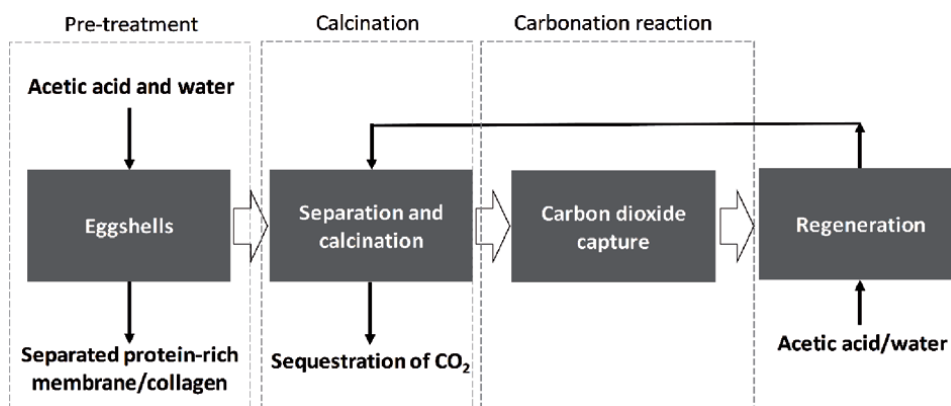 Pre-treatment
Calcination
Carbonation reaction
Acetic acid and water
Eggshells
Separation and
calcination
Carbon dioxide
capture
Regeneration
Separated protein-rich
membrane/collagen
Sequestration of CO₂
Acetic acid/water